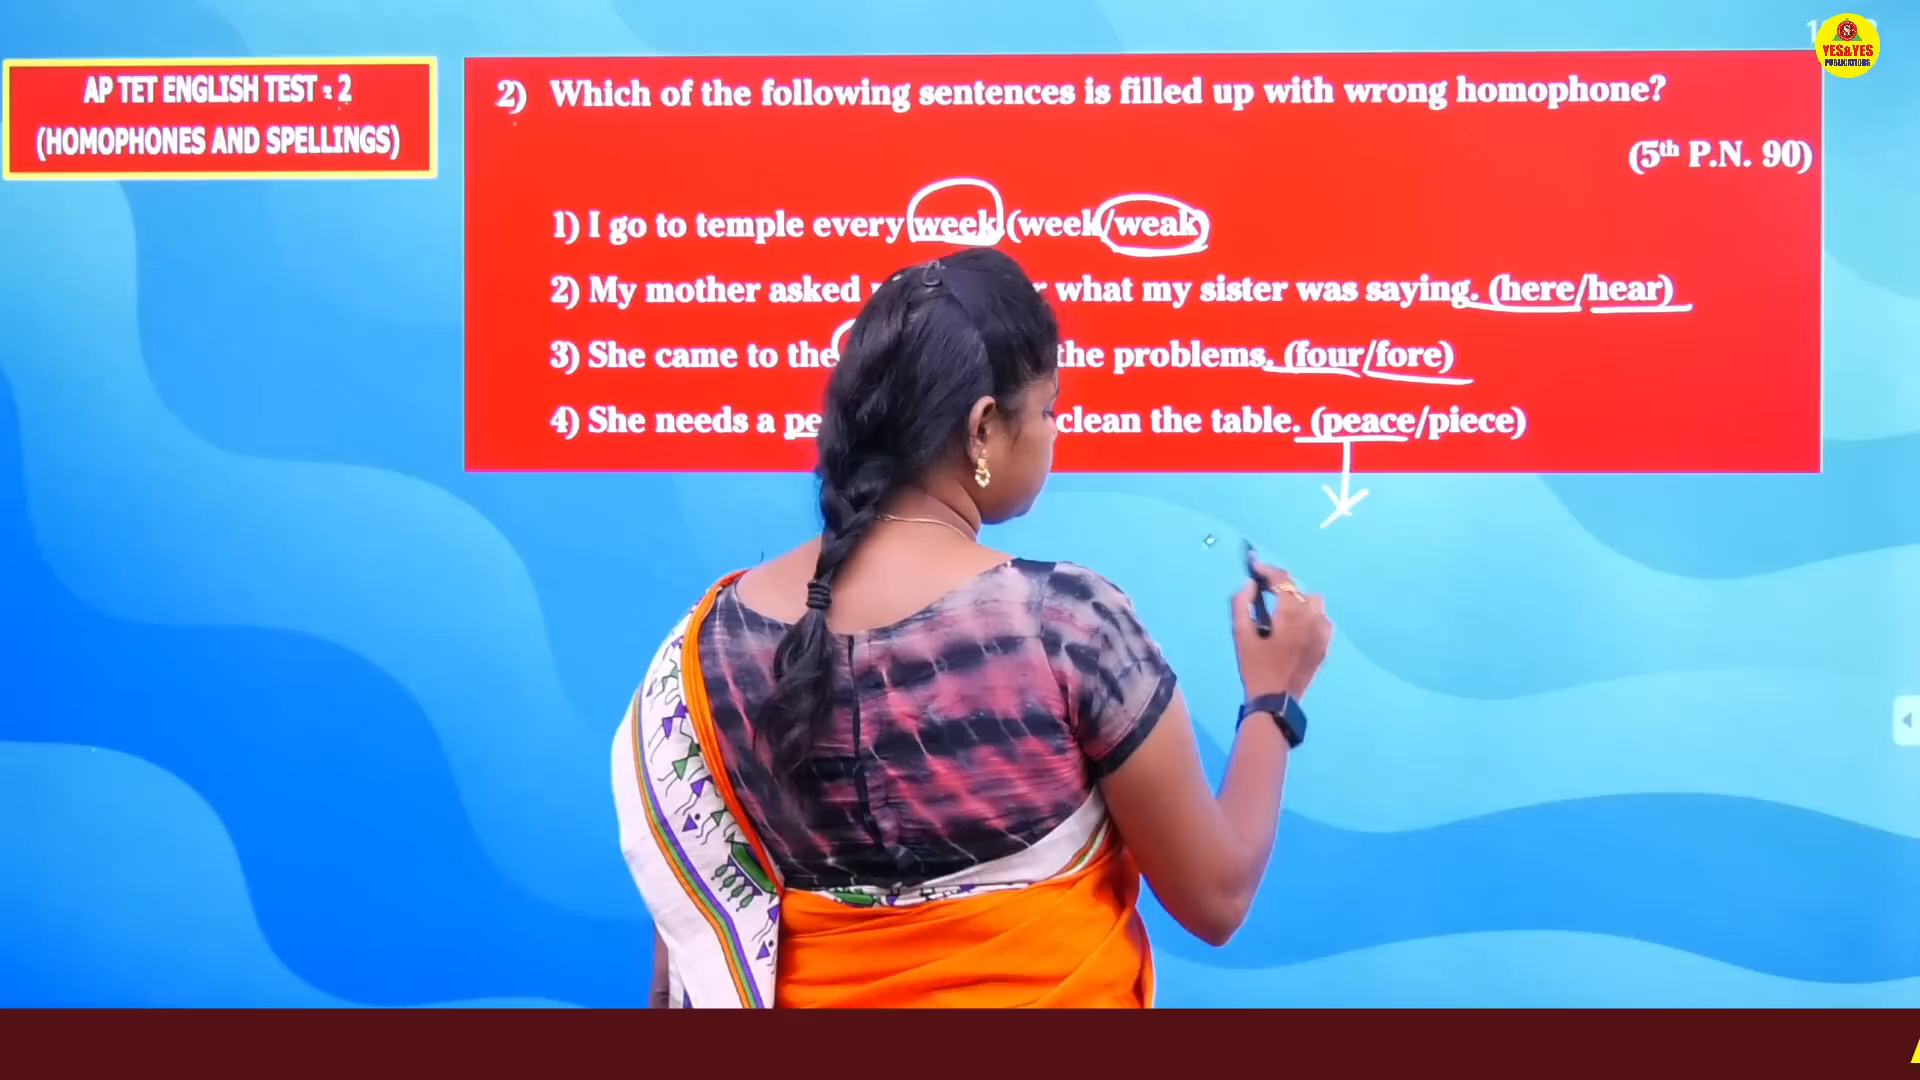 YES&YES
PUBLICATIONS
AP TET ENGLISH TEST - 2
(HOMOPHONES AND SPELLINGS)
2) Which of the following sentences is filled up with wrong homophone?
(5th P.N. 90)
1) I go to temple every week. (week/weak)
2) My mother asked what my sister was saying. (here/hear)
3) She came to the the problems. (four/fore)
4) She needs a clean the table. (peace/piece)